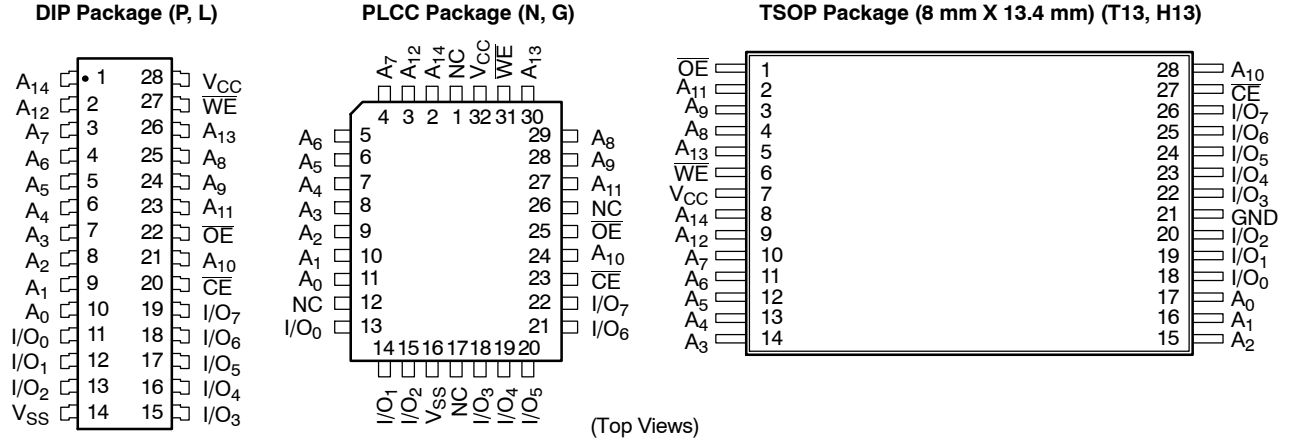 DIP Package (P, L)
A14 1 28 VCC
A12 2 27 WE
A7 3 26 A13
A6 4 25 A8
A5 5 24 A9
A4 6 23 A11
A3 7 22 OE
A2 8 21 A10
A1 9 20 CE
A0 10 19 I/O7
I/O0 11 18 I/O6
I/O1 12 17 I/O5
I/O2 13 16 I/O4
VSS 14 15 I/O3
PLCC Package (N, G)
A7 A12 A14 NC VCC WE A13
4 3 2 1 32 31 30
A6 5 29 A8
A5 6 28 A9
A4 7 27 A11
A3 8 26 NC
A2 9 25 OE
A1 10 24 A10
A0 11 23 CE
NC 12 22 I/O7
I/O0 13 21 I/O6
14 15 16 17 18 19 20
I/O1 I/O2 VSS NC I/O3 I/O4 I/O5
TSOP Package (8 mm X 13.4 mm) (T13, H13)
OE 1 28 A10
A11 2 27 CE
A9 3 26 I/O7
A8 4 25 I/O6
A13 5 24 I/O5
WE 6 23 I/O4
VCC 7 22 I/O3
A14 8 21 GND
A12 9 20 I/O2
A7 10 19 I/O1
A6 11 18 I/O0
A5 12 17 A0
A4 13 16 A1
A3 14 15 A2
(Top Views)